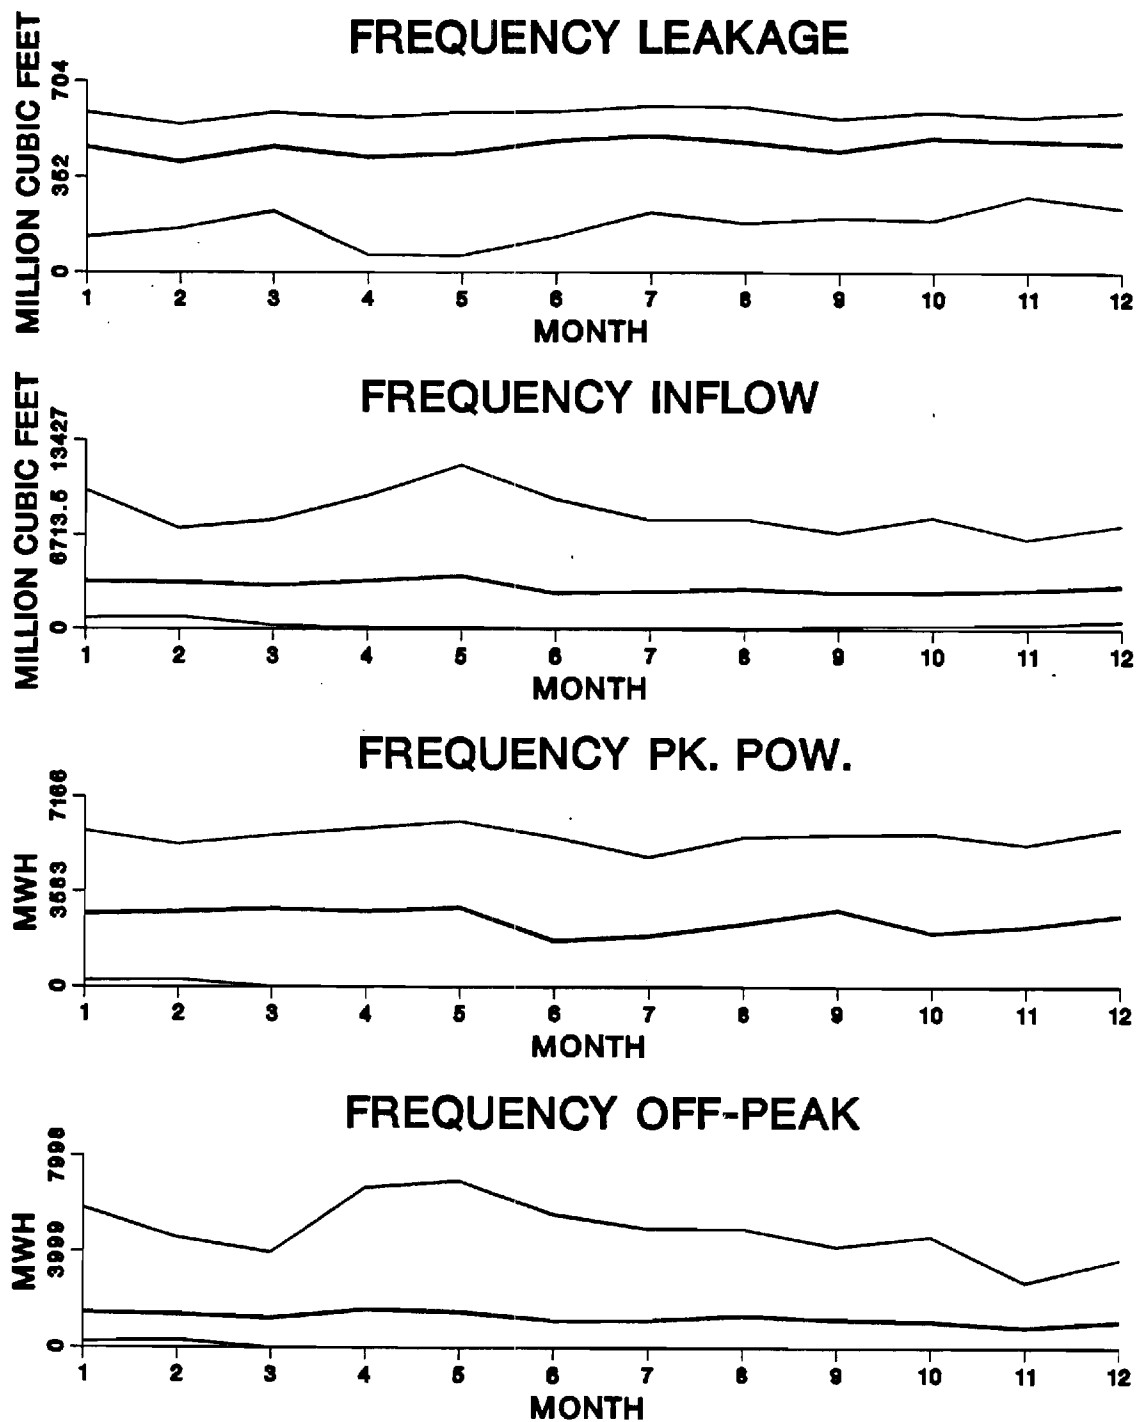 FREQUENCY LEAKAGE
MILLION CUBIC FEET
704
352
0
1 2 3 4 5 6 7 8 9 10 11 12
MONTH
FREQUENCY INFLOW
MILLION CUBIC FEET
13427
6713.5
0
1 2 3 4 5 6 7 8 9 10 11 12
MONTH
FREQUENCY PK. POW.
MWH
7166
3583
0
1 2 3 4 5 6 7 8 9 10 11 12
MONTH
FREQUENCY OFF-PEAK
MWH
7998
3999
0
1 2 3 4 5 6 7 8 9 10 11 12
MONTH